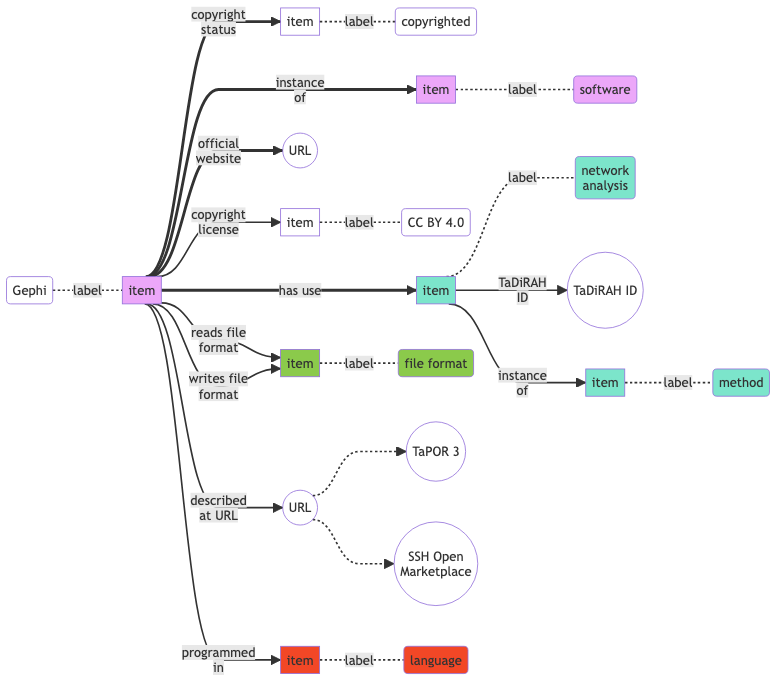 copyright
status
item
label
copyrighted
instance
of
item
label
software
official
website
URL
label
network
analysis
copyright
license
item
label
CC BY 4.0
Gephi
label
item
has use
item
TaDiRAH
ID
TaDiRAH ID
reads file
format
writes file
format
item
label
file format
instance
of
item
label
method
TaPOR 3
described
at URL
URL
SSH Open
Marketplace
programmed
in
item
label
language